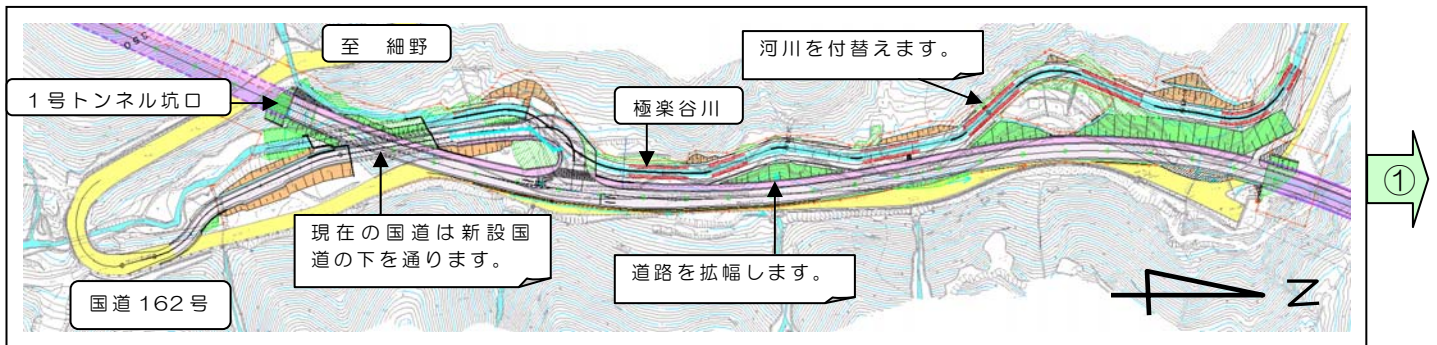 至 細野
1号トンネル坑口
極楽谷川
河川を付替えます。
現在の国道は新設国
道の下を通ります。
道路を拡幅します。
国道162号
N
①